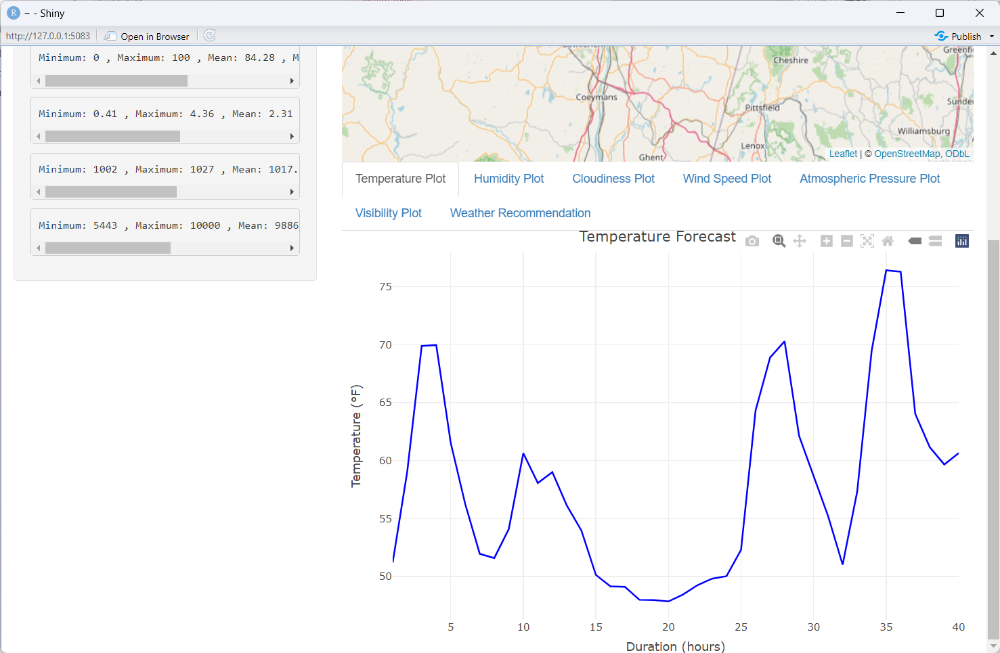 R ~ - Shiny
http://127.0.0.1:5083 Open in Browser Publish
Minimum: 0 , Maximum: 100 , Mean: 84.28 , M
Minimum: 0.41 , Maximum: 4.36 , Mean: 2.31
Minimum: 1002 , Maximum: 1027 , Mean: 1017.
Minimum: 5443 , Maximum: 10000 , Mean: 9886
Greenfi
Cheshire
Coeymans
Sunder
Pittsfield
Williamsburg
Lenox
Ghent
Leaflet | © OpenStreetMap, ODbL
Temperature Plot Humidity Plot Cloudiness Plot Wind Speed Plot Atmospheric Pressure Plot
Visibility Plot Weather Recommendation
Temperature Forecast
75
70
65
60
55
50
Temperature (°F)
5 10 15 20 25 30 35 40
Duration (hours)